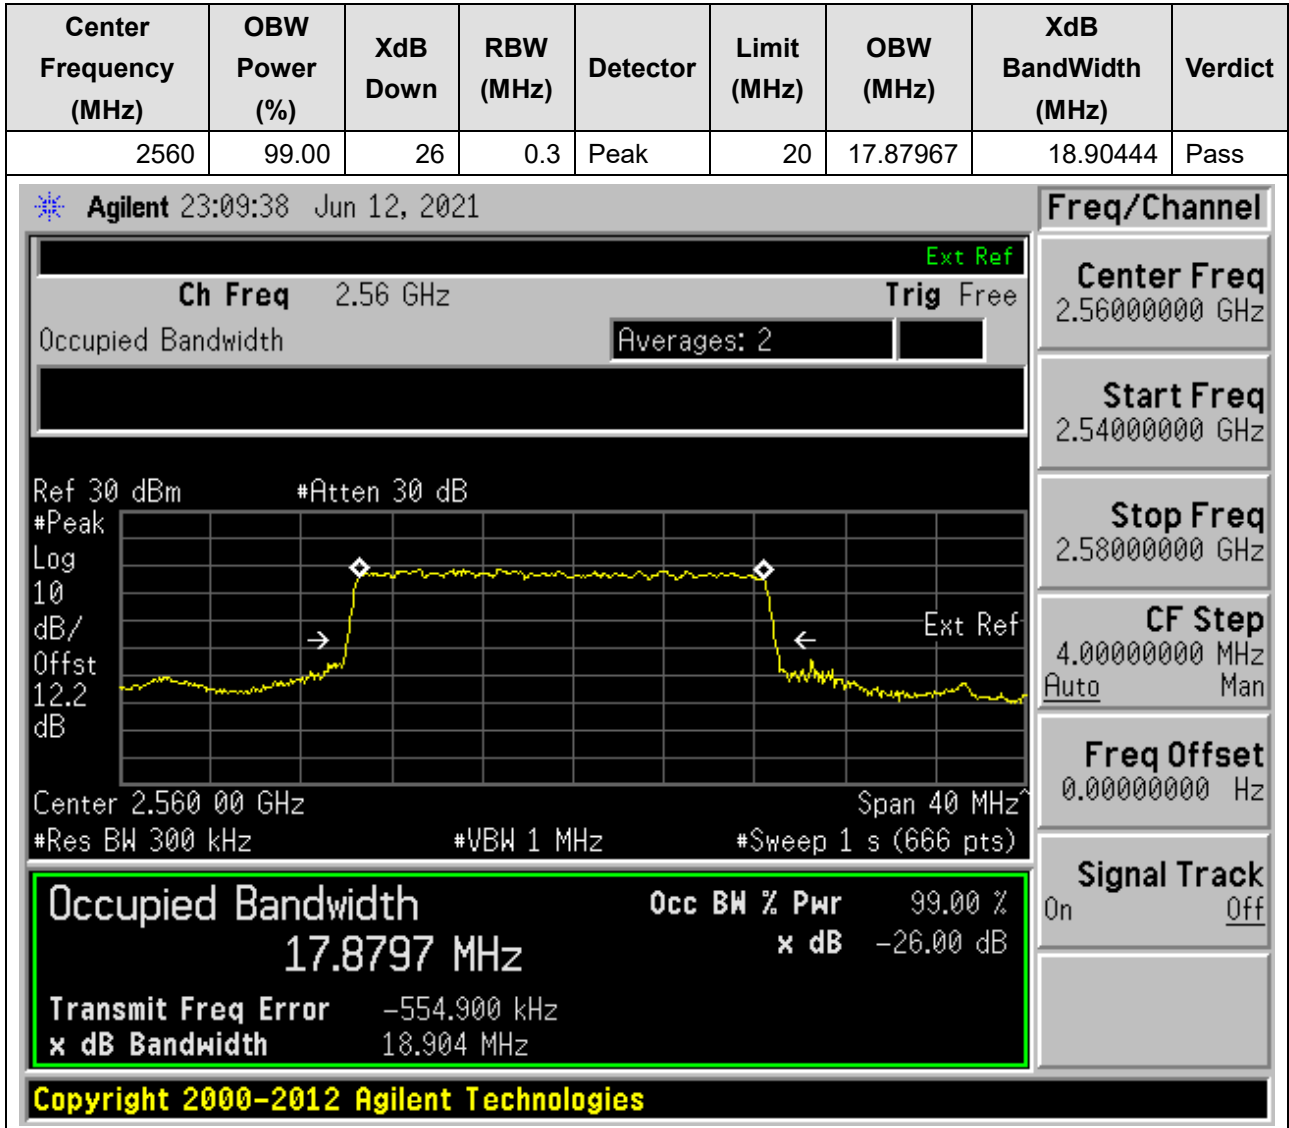 Center Frequency (MHz) OBW Power (%) XdB Down RBW (MHz) Detector Limit (MHz) OBW (MHz) XdB BandWidth (MHz) Verdict
2560 99.00 26 0.3 Peak 20 17.87967 18.90444 Pass
Agilent 23:09:38 Jun 12, 2021
Freq/Channel
Ext Ref
Ch Freq 2.56 GHz Trig Free
Occupied Bandwidth Averages: 2
Center Freq
2.56000000 GHz
Start Freq
2.54000000 GHz
Stop Freq
2.58000000 GHz
CF Step
4.00000000 MHz
Auto Man
Freq Offset
0.00000000 Hz
Signal Track
On Off
Ref 30 dBm #Atten 30 dB
#Peak
Log
10
dB/
Offst
12.2
dB
Ext Ref
Center 2.560 00 GHz Span 40 MHz^
#Res BW 300 kHz #VBW 1 MHz #Sweep 1 s (666 pts)
Occupied Bandwidth
17.8797 MHz
Occ BW % Pwr 99.00 %
x dB -26.00 dB
Transmit Freq Error -554.900 kHz
x dB Bandwidth 18.904 MHz
Copyright 2000-2012 Agilent Technologies